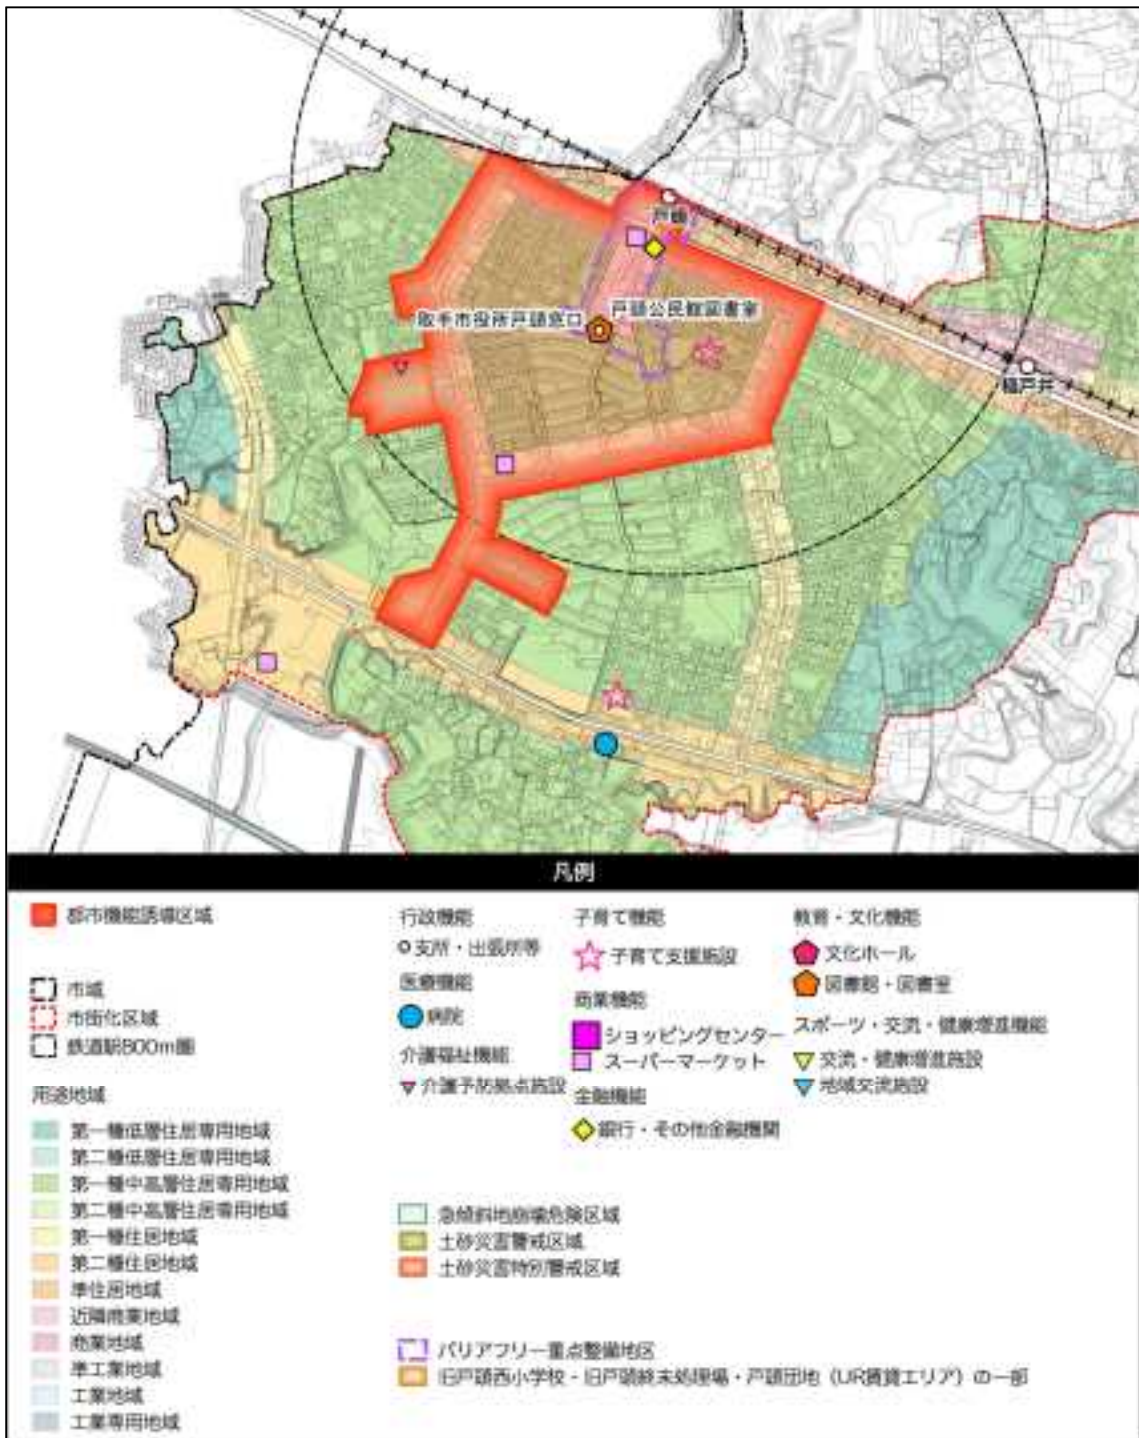 戸頭
取手市役所戸頭窓口
戸頭公民館図書室
稲戸井
凡例
都市機能誘導区域
市域
市街化区域
鉄道駅800m圏
用途地域
第一種低層住居専用地域
第二種低層住居専用地域
第一種中高層住居専用地域
第二種中高層住居専用地域
第一種住居地域
第二種住居地域
準住居地域
近隣商業地域
商業地域
準工業地域
工業地域
工業専用地域
行政機能
支所・出張所等
医療機能
病院
介護福祉機能
介護予防拠点施設
子育て機能
子育て支援施設
商業機能
ショッピングセンター
スーパーマーケット
金融機能
銀行・その他金融機関
教育・文化機能
文化ホール
図書館・図書室
スポーツ・交流・健康増進機能
交流・健康増進施設
地域交流施設
急傾斜地崩壊危険区域
土砂災害警戒区域
土砂災害特別警戒区域
バリアフリー重点整備地区
旧戸頭西小学校・旧戸頭終末処理場・戸頭団地（UR賃貸エリア）の一部